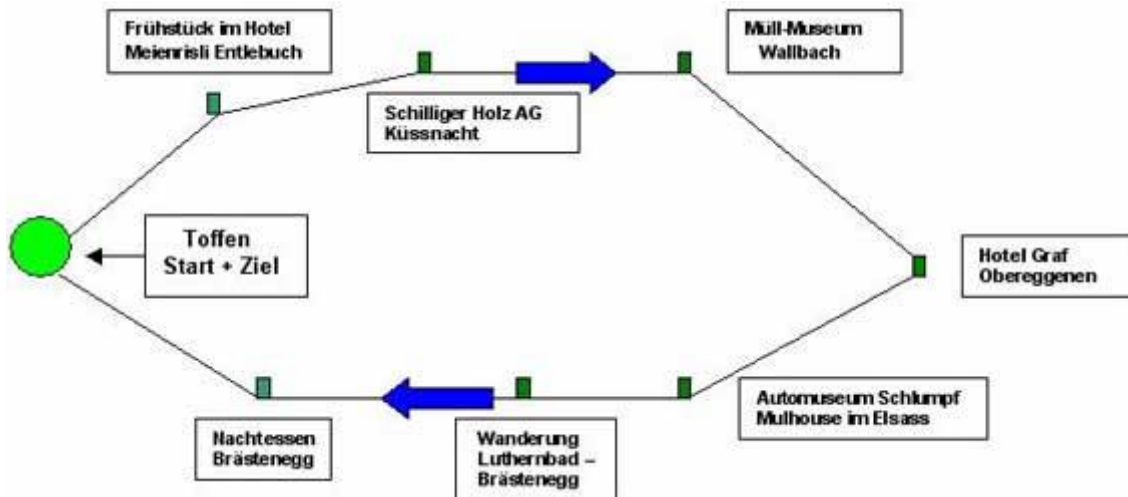 Frühstück im Hotel
Meienrisli Entlebuch
Müll-Museum
Wallbach
Schilliger Holz AG
Küssnacht
Toffen
Start + Ziel
Hotel Graf
Obereggenen
Automuseum Schlumpf
Mulhouse im Elsass
Nachtessen
Brästenegg
Wanderung
Luthernbad –
Brästenegg